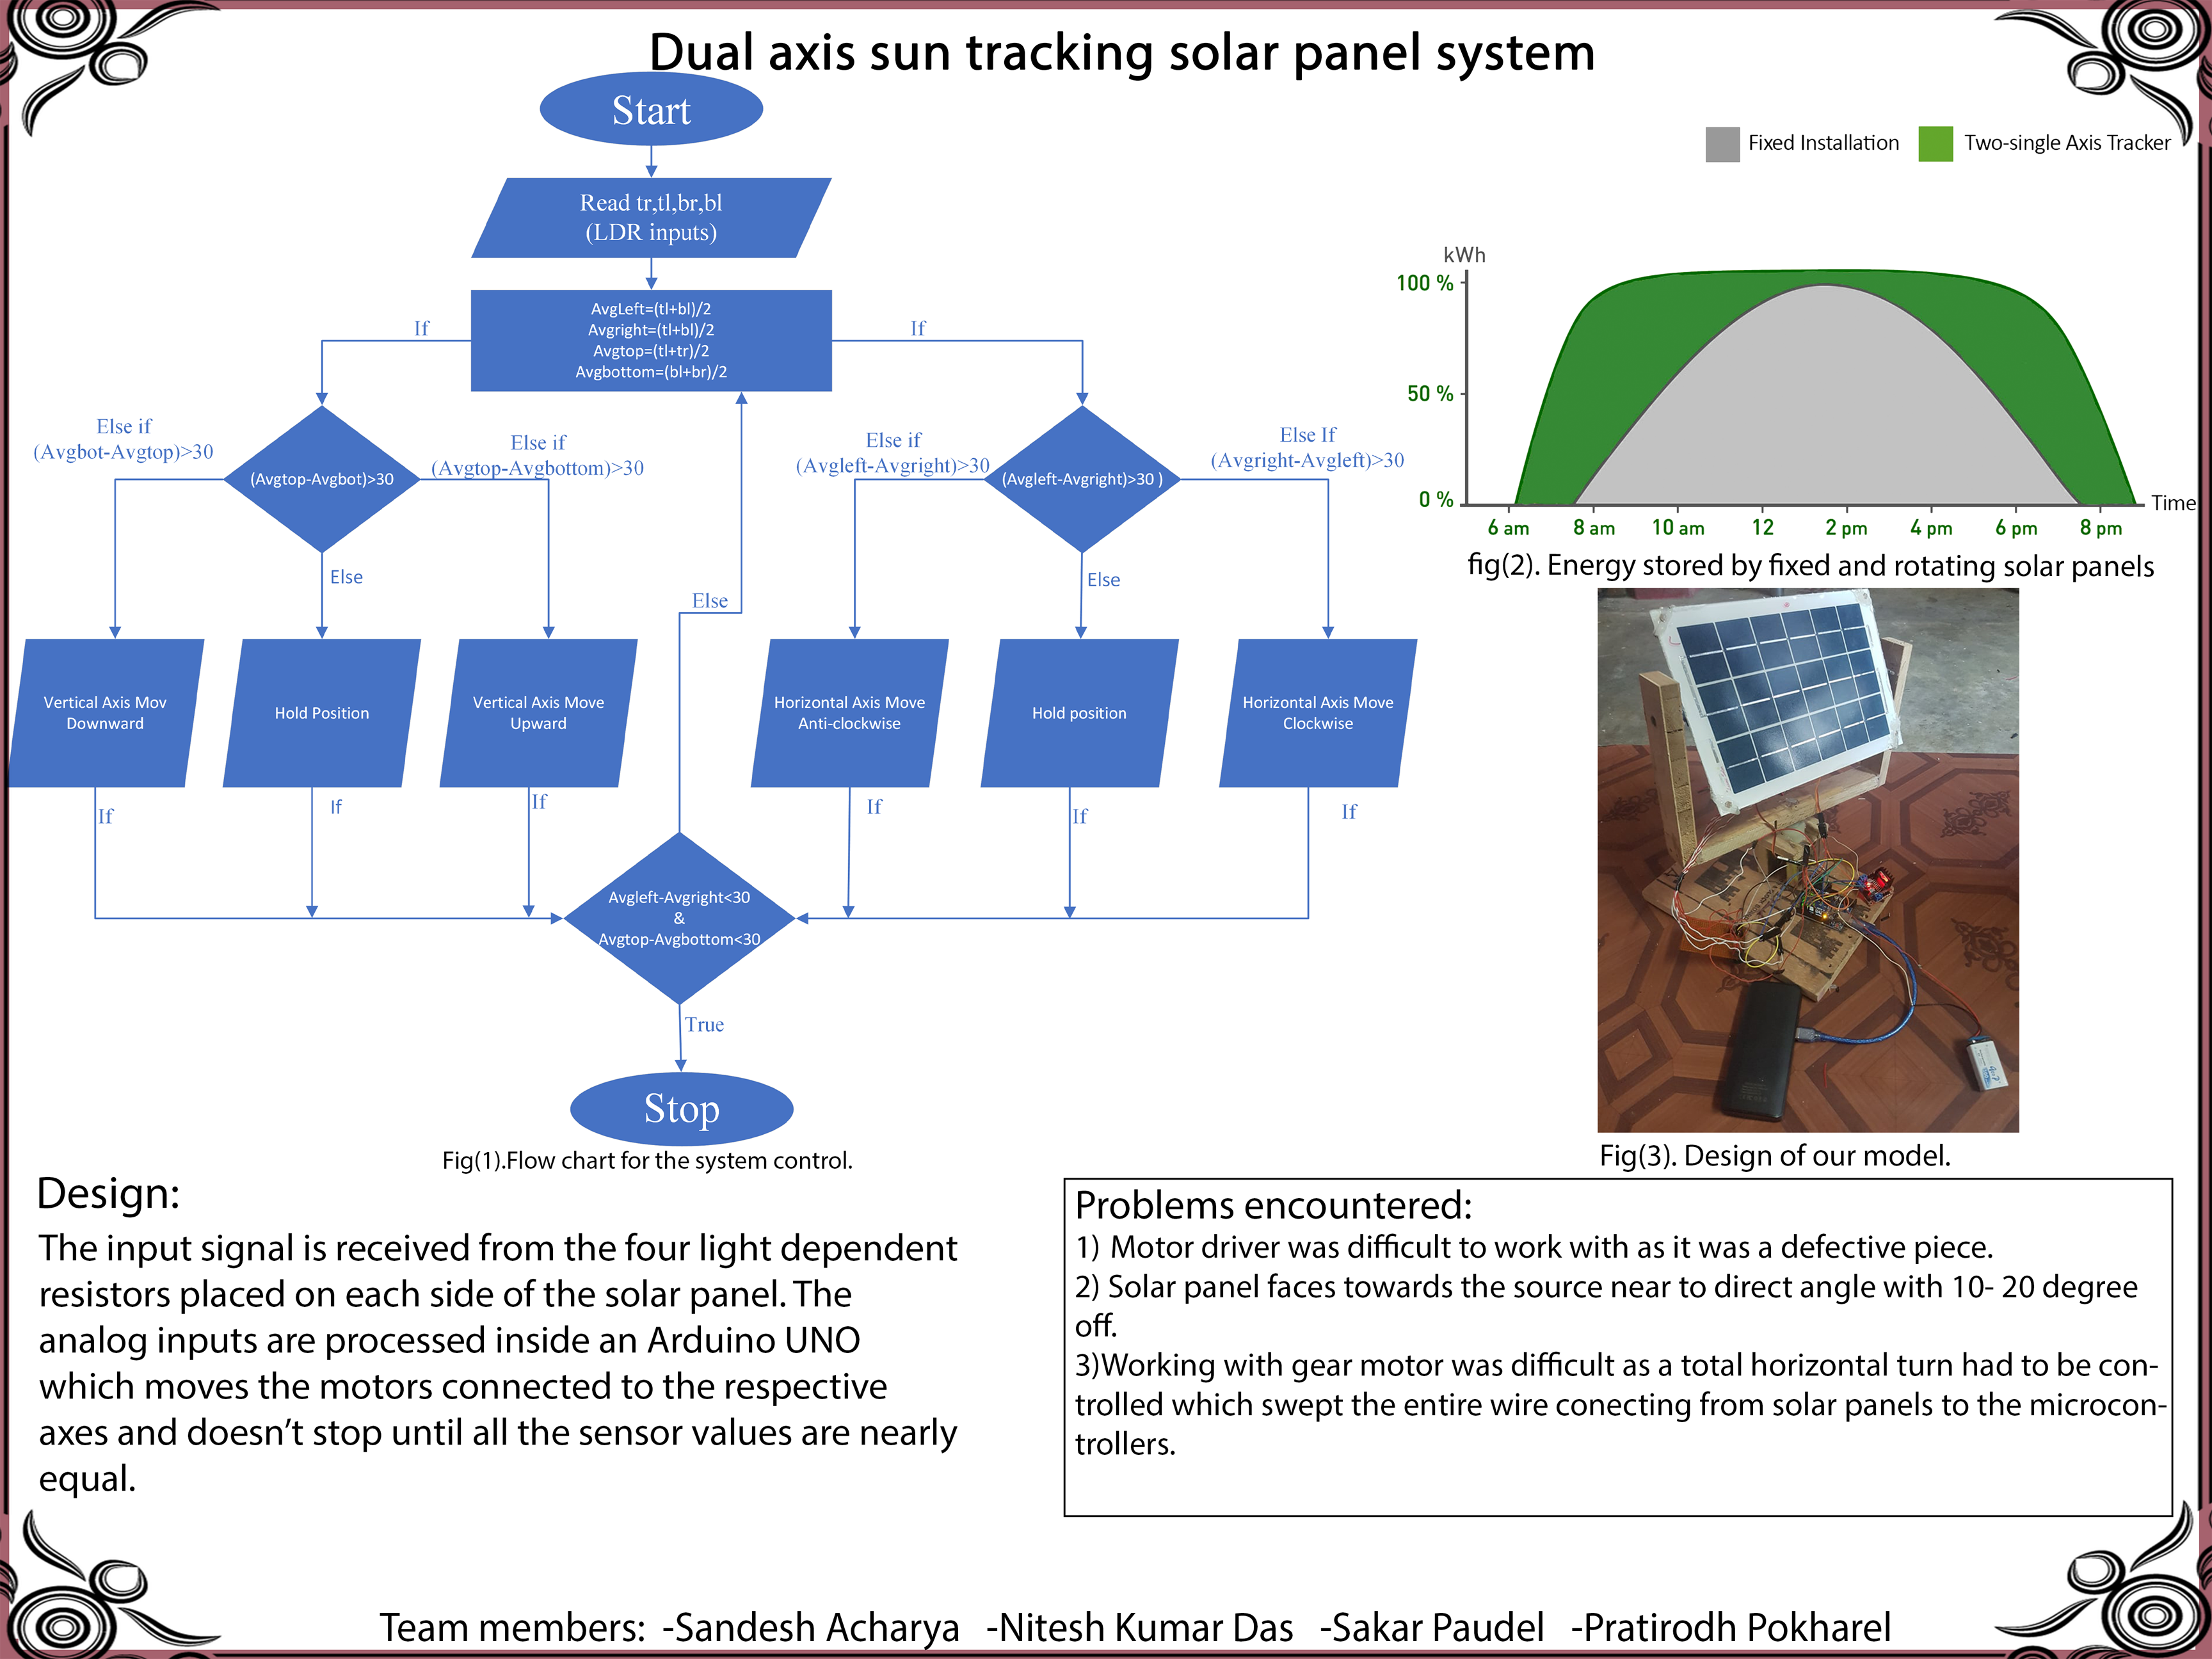 Dual axis sun tracking solar panel system
Start
Read tr,tl,br,bl
(LDR inputs)
AvgLeft=(tl+bl)/2
Avgright=(tl+bl)/2
Avgtop=(tl+tr)/2
Avgbottom=(bl+br)/2
If
If
Else if
(Avgbot-Avgtop)>30
(Avgtop-Avgbot)>30
Else if
(Avgtop-Avgbottom)>30
Else if
(Avgleft-Avgright)>30
(Avgleft-Avgright)>30 )
Else If
(Avgright-Avgleft)>30
Else
Else
Else
Vertical Axis Mov
Downward
Hold Position
Vertical Axis Move
Upward
Horizontal Axis Move
Anti-clockwise
Hold position
Horizontal Axis Move
Clockwise
If
If
If
If
If
If
Avgleft-Avgright<30
&
Avgtop-Avgbottom<30
True
Stop
Fig(1).Flow chart for the system control.
Fixed Installation
Two-single Axis Tracker
kWh
100 %
50 %
0 %
Time
6 am
8 am
10 am
12
2 pm
4 pm
6 pm
8 pm
fig(2). Energy stored by fixed and rotating solar panels
Fig(3). Design of our model.
Design:
The input signal is received from the four light dependent
resistors placed on each side of the solar panel. The
analog inputs are processed inside an Arduino UNO
which moves the motors connected to the respective
axes and doesn’t stop until all the sensor values are nearly
equal.
Problems encountered:
1) Motor driver was difficult to work with as it was a defective piece.
2) Solar panel faces towards the source near to direct angle with 10- 20 degree
off.
3)Working with gear motor was difficult as a total horizontal turn had to be con-
trolled which swept the entire wire conecting from solar panels to the microcon-
trollers.
Team members: -Sandesh Acharya -Nitesh Kumar Das -Sakar Paudel -Pratirodh Pokharel